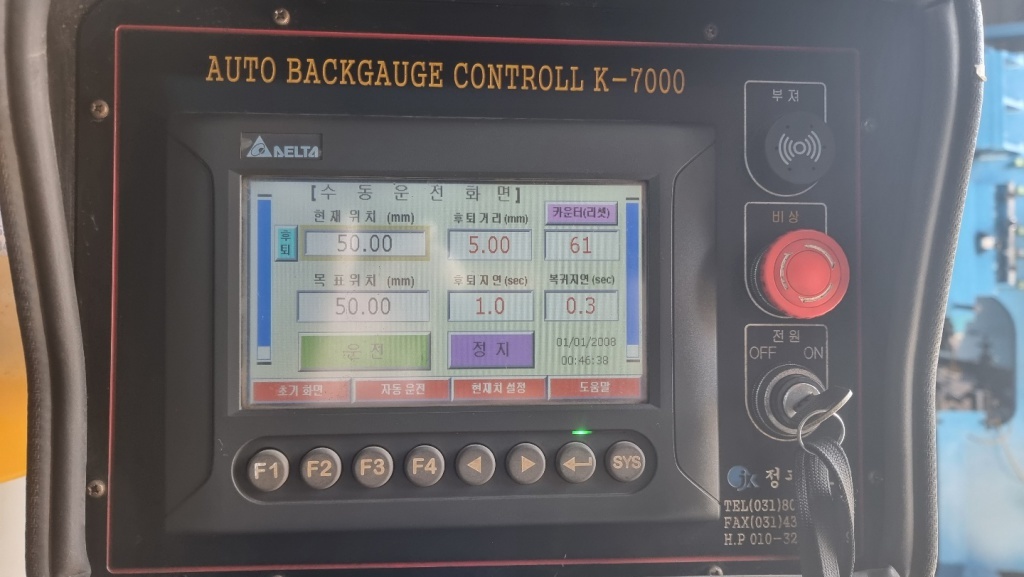 AUTO BACKGAUGE CONTROLL K-7000
부져
DELTA
[수 동 운 전 화 면]
현재위치 (mm)
후퇴거리(mm)
카운터(리셋)
후퇴
50.00
5.00
61
비상
목표위치 (mm)
후퇴지연(sec)
복귀지연(sec)
50.00
1.0
0.3
운전
정지
01/01/2008
00:46:38
전원
OFF ON
초기화면
자동운전
현재치설정
도움말
F1 F2 F3 F4 SYS
jk 정
TEL(031)80
FAX(031)43
H.P 010-32